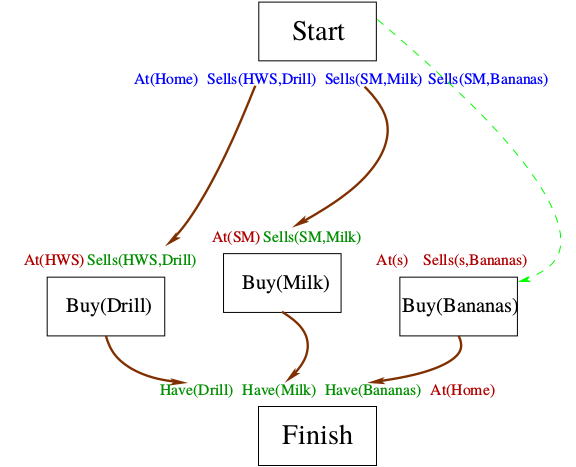 Start
At(Home) Sells(HWS,Drill) Sells(SM,Milk) Sells(SM,Bananas)
At(SM) Sells(SM,Milk)
At(HWS) Sells(HWS,Drill)
At(s) Sells(s,Bananas)
Buy(Milk)
Buy(Drill)
Buy(Bananas)
Have(Drill) Have(Milk) Have(Bananas) At(Home)
Finish